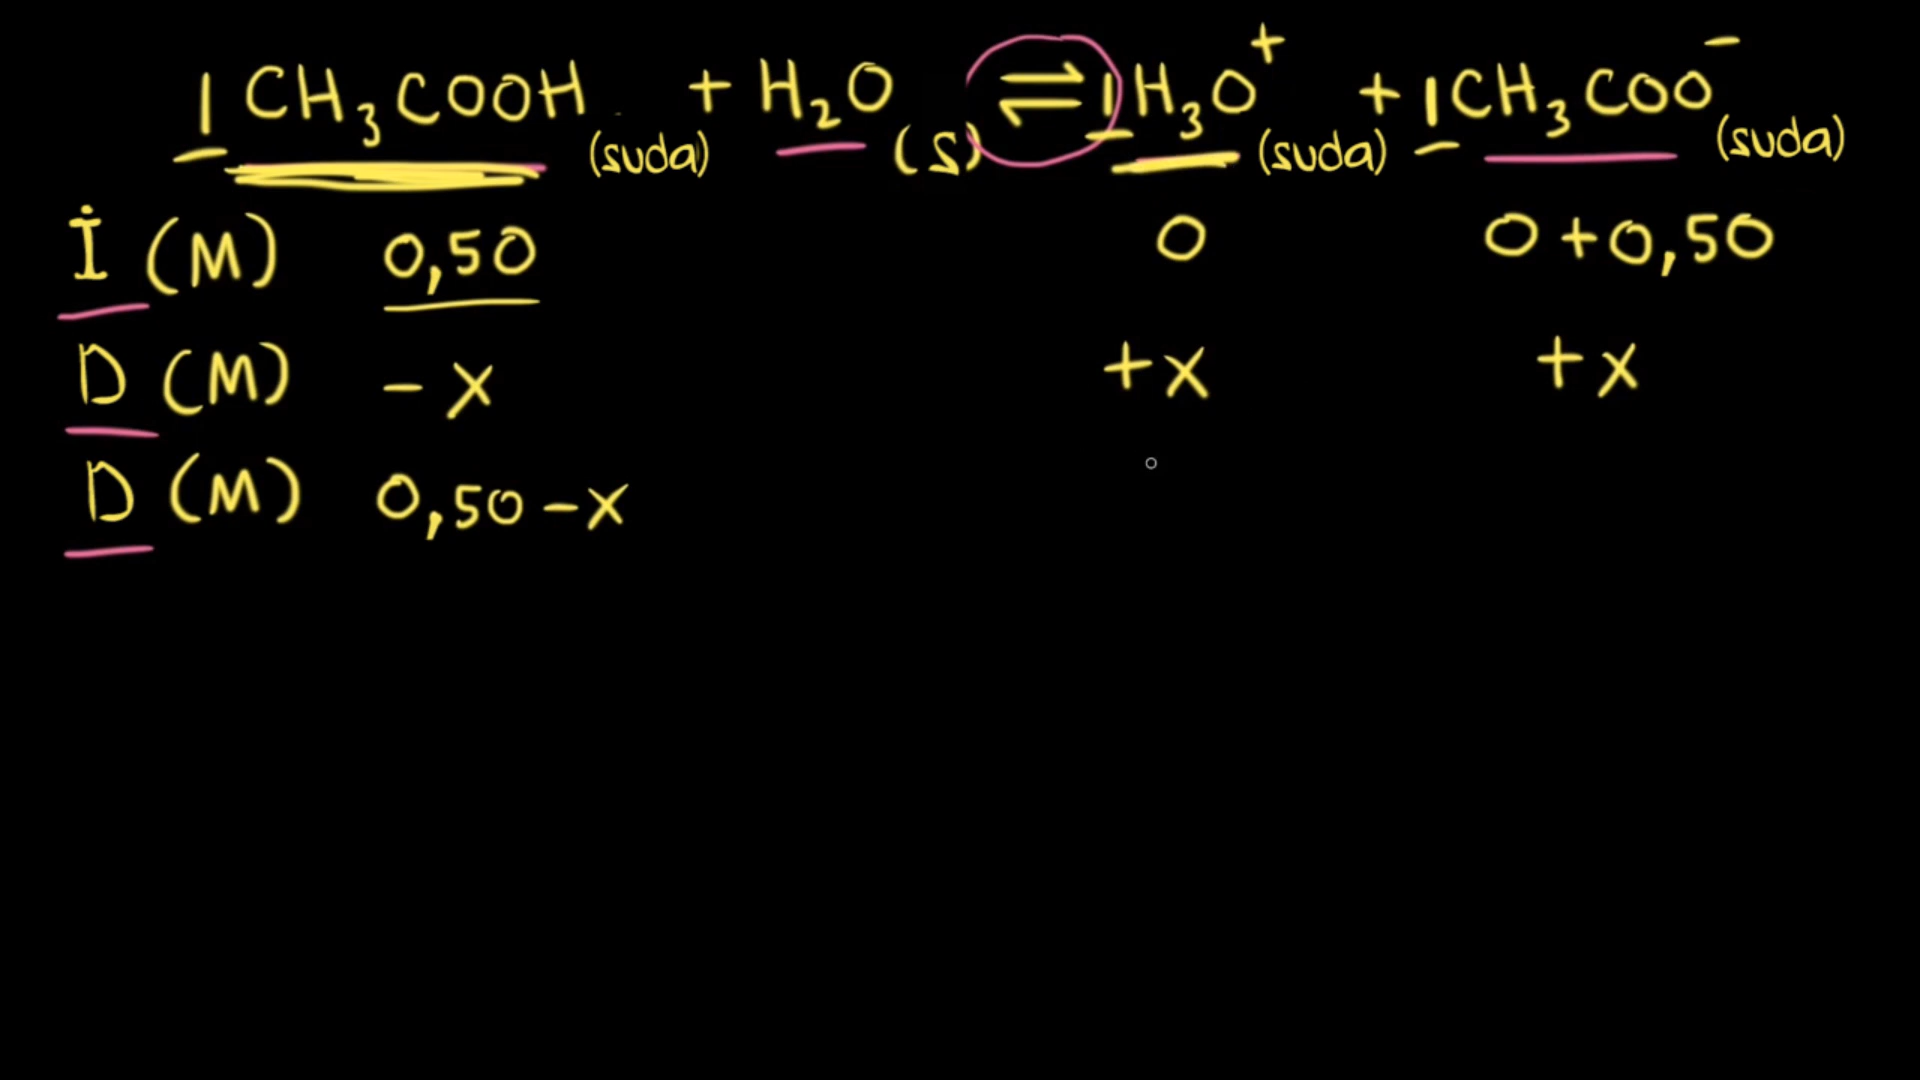 1 CH₃COOH (suda) + H₂O (s) ⇌ 1 H₃O⁺ (suda) + 1 CH₃COO⁻ (suda)
İ (M) 0,50 0 0 + 0,50
D (M) - x + x + x
D (M) 0,50 - x